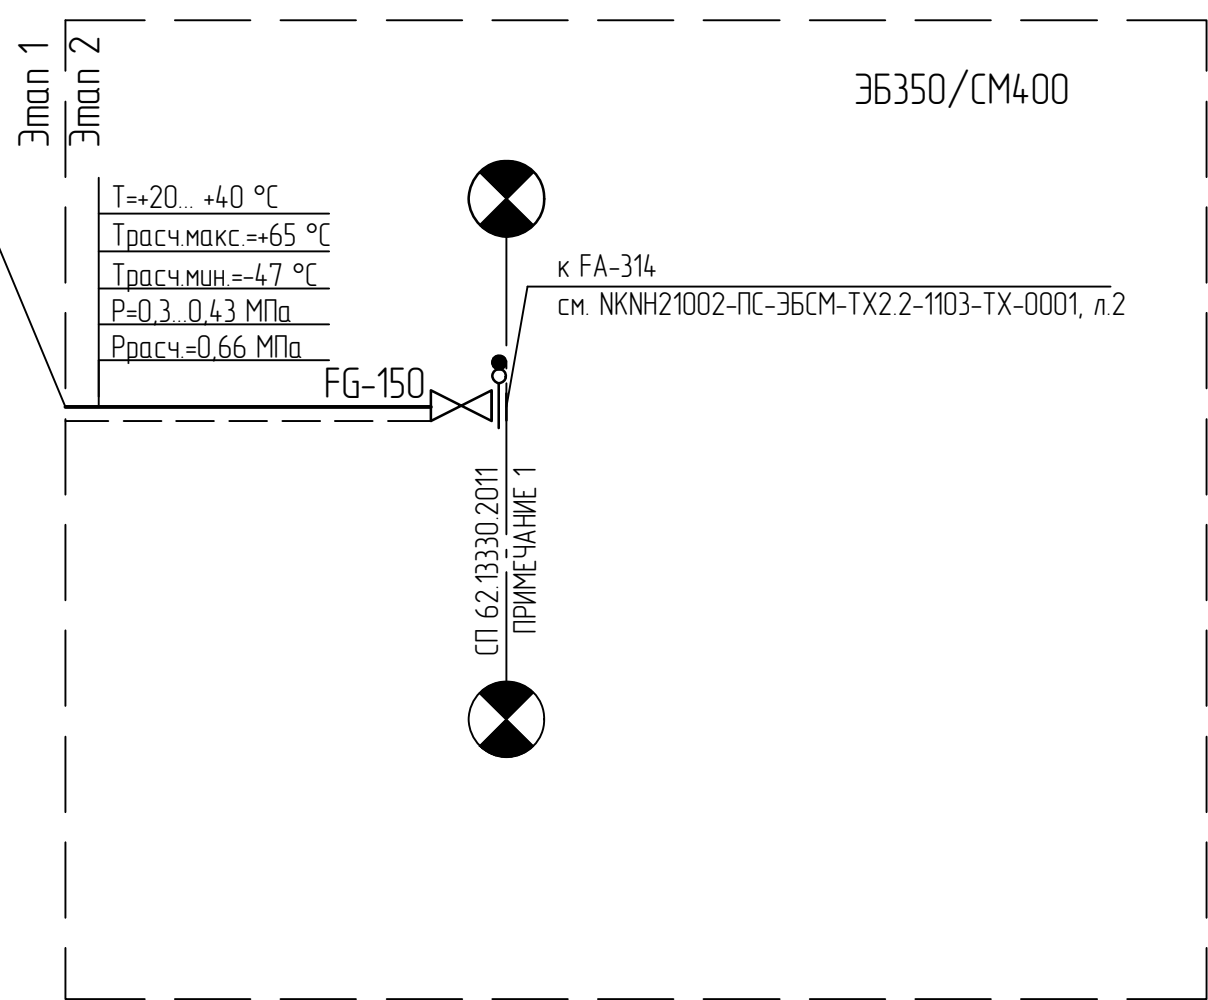 Этап 1
Этап 2
ЭБ350/СМ400
Т=+20... +40 °С
Трасч.макс.=+65 °С
Трасч.мин.=-47 °С
Р=0,3...0,43 МПа
Ррасч.=0,66 МПа
FG-150
к FA-314
см. NKNH21002-ПС-ЭБСМ-ТХ2.2-1103-ТХ-0001, л.2
СП 62.13330.2011
ПРИМЕЧАНИЕ 1